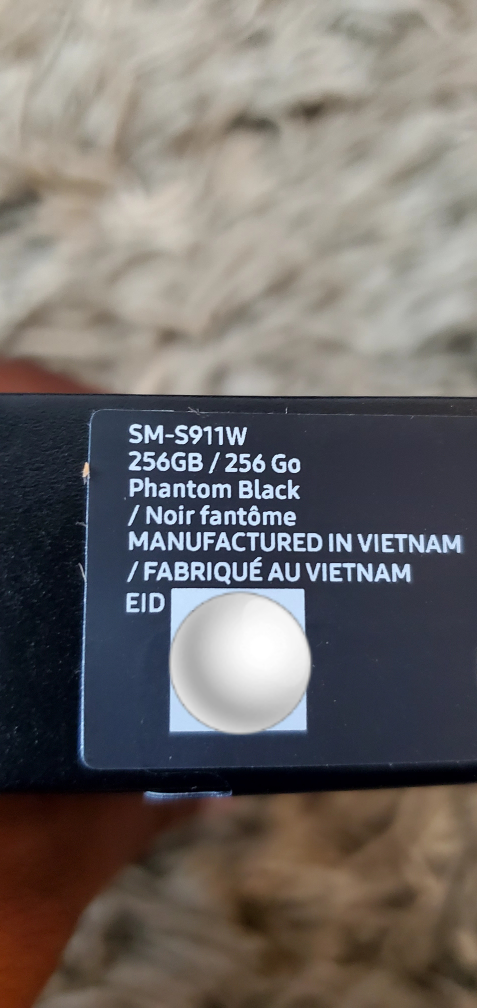 SM-S911W
256GB / 256 Go
Phantom Black
/ Noir fantôme
MANUFACTURED IN VIETNAM
/ FABRIQUÉ AU VIETNAM
EID